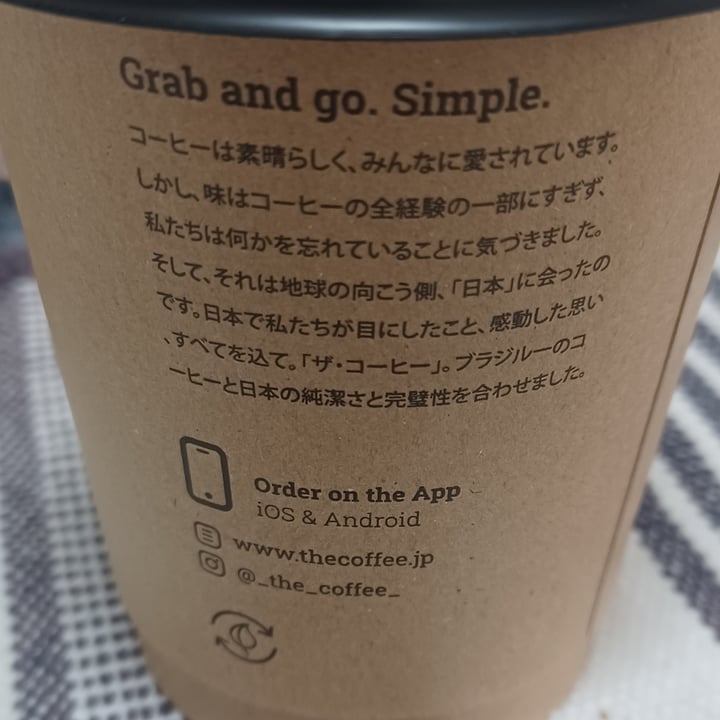 Grab and go. Simple.
コーヒーは素晴らしく、みんなに愛されています。
しかし、味はコーヒーの全経験の一部にすぎず、
私たちは何かを忘れていることに気づきました。
そして、それは地球の向こう側、「日本」に会ったの
です。日本で私たちが目にしたこと、感動した思い
、すべてを込て。「ザ・コーヒー」。ブラジルーのコ
ーヒーと日本の純潔さと完璧性を合わせました。
Order on the App
iOS & Android
www.thecoffee.jp
@_the_coffee_